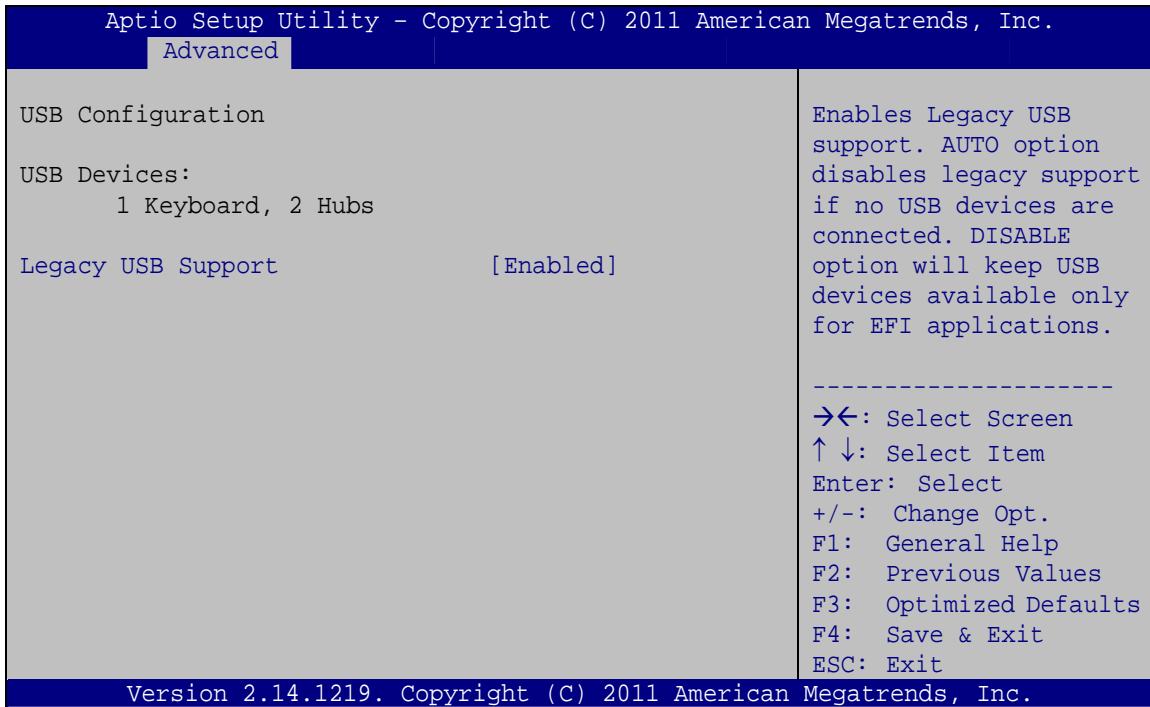 Aptio Setup Utility – Copyright (C) 2011 American Megatrends, Inc.
Advanced
USB Configuration
USB Devices:
1 Keyboard, 2 Hubs
Legacy USB Support [Enabled]
Enables Legacy USB
support. AUTO option
disables legacy support
if no USB devices are
connected. DISABLE
option will keep USB
devices available only
for EFI applications.
---------------------
→←: Select Screen
↑ ↓: Select Item
Enter: Select
+/-: Change Opt.
F1: General Help
F2: Previous Values
F3: Optimized Defaults
F4: Save & Exit
ESC: Exit
Version 2.14.1219. Copyright (C) 2011 American Megatrends, Inc.